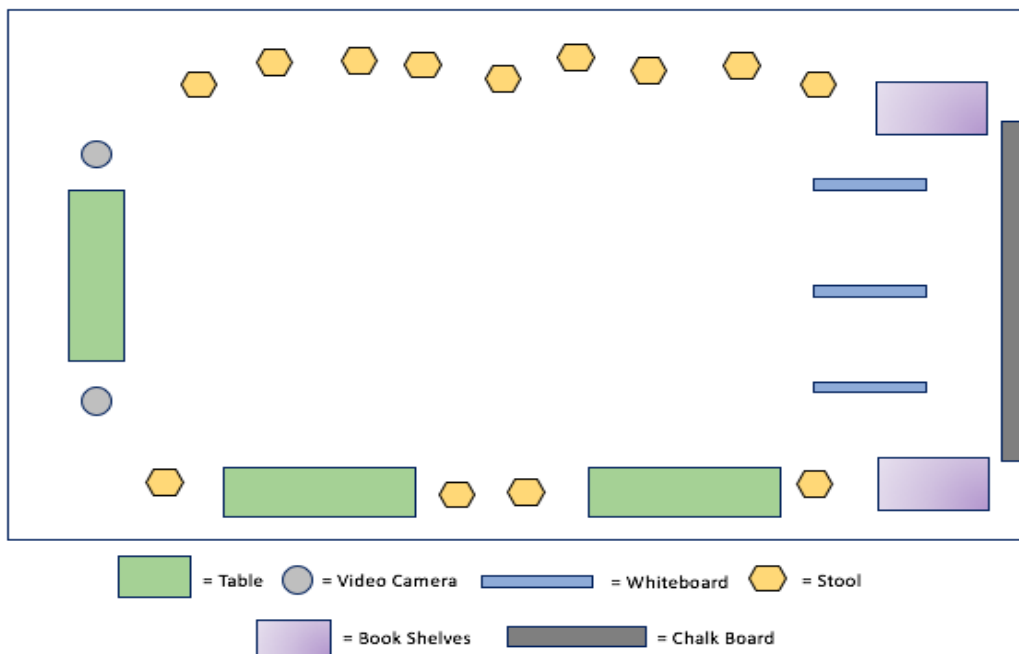 = Table = Video Camera = Whiteboard = Stool
= Book Shelves = Chalk Board